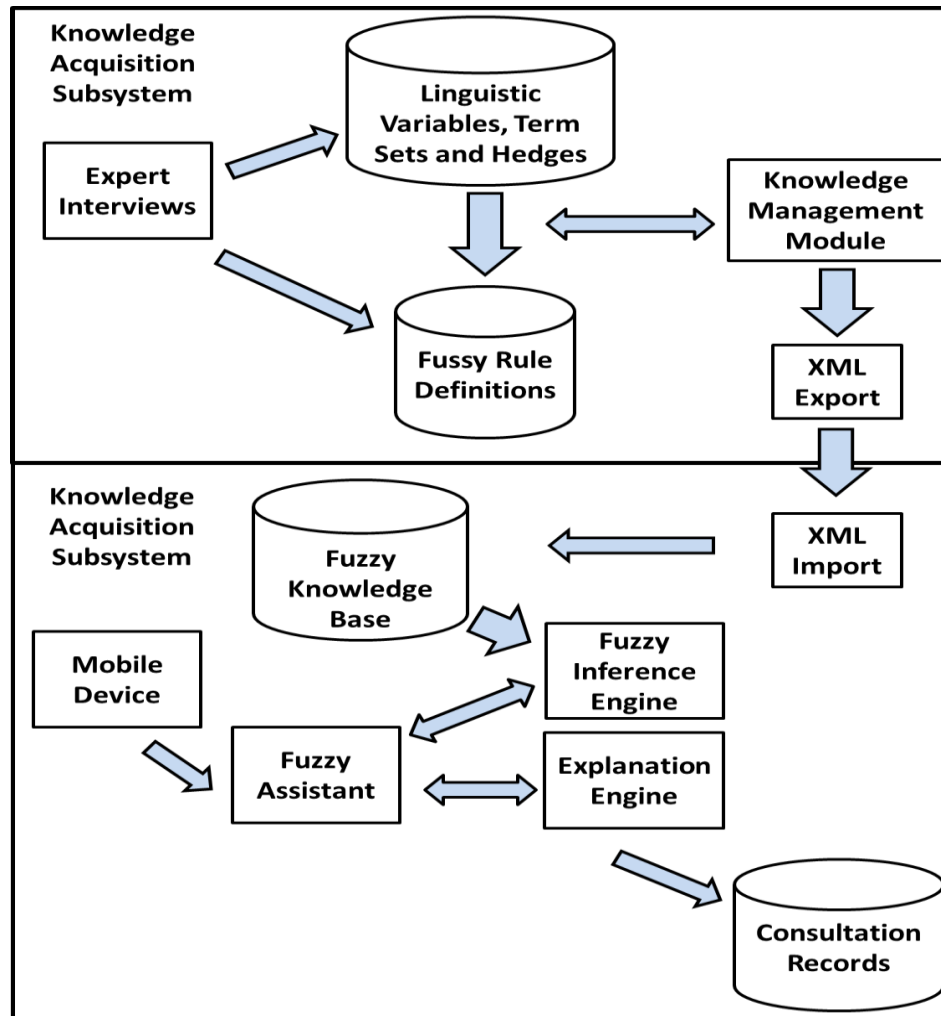 Knowledge
Acquisition
Subsystem
Linguistic
Variables, Term
Sets and Hedges
Expert
Interviews
Knowledge
Management
Module
Fussy Rule
Definitions
XML
Export
Knowledge
Acquisition
Subsystem
Fuzzy
Knowledge
Base
XML
Import
Mobile
Device
Fuzzy
Inference
Engine
Fuzzy
Assistant
Explanation
Engine
Consultation
Records